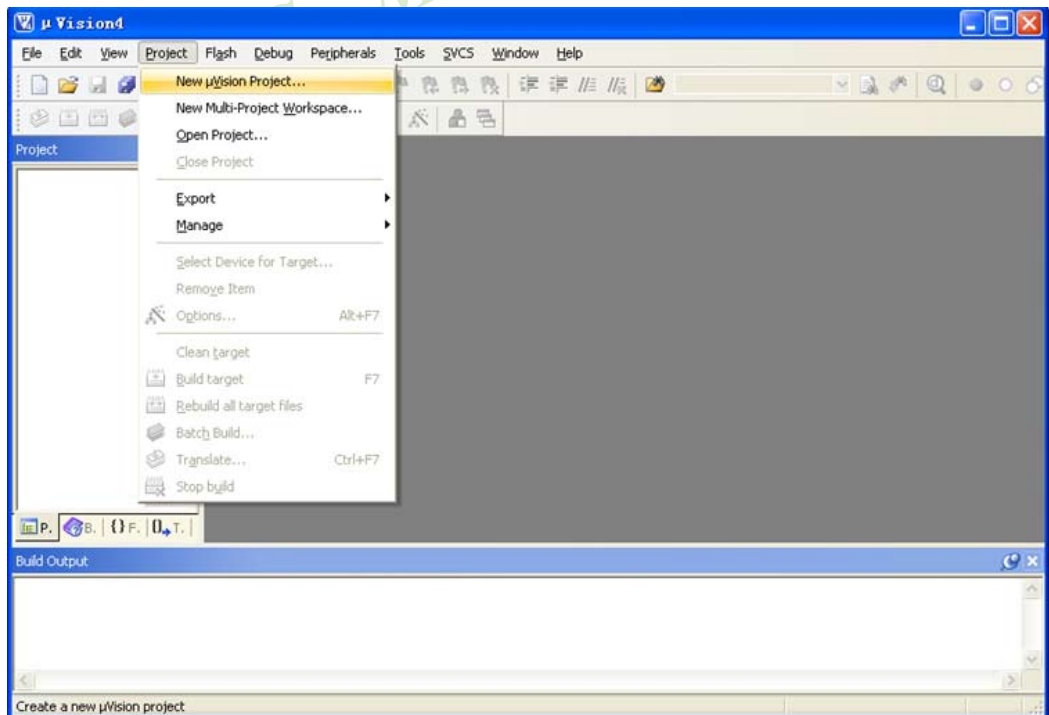 µVision4
File Edit View Project Flash Debug Peripherals Tools SVCS Window Help
New µVision Project...
New Multi-Project Workspace...
Open Project...
Close Project
Export
Manage
Select Device for Target...
Remove Item
Options... Alt+F7
Clean target
Build target F7
Rebuild all target files
Batch Build...
Translate... Ctrl+F7
Stop build
Project
P. B. {} F. 0 T.
Build Output
Create a new µVision project